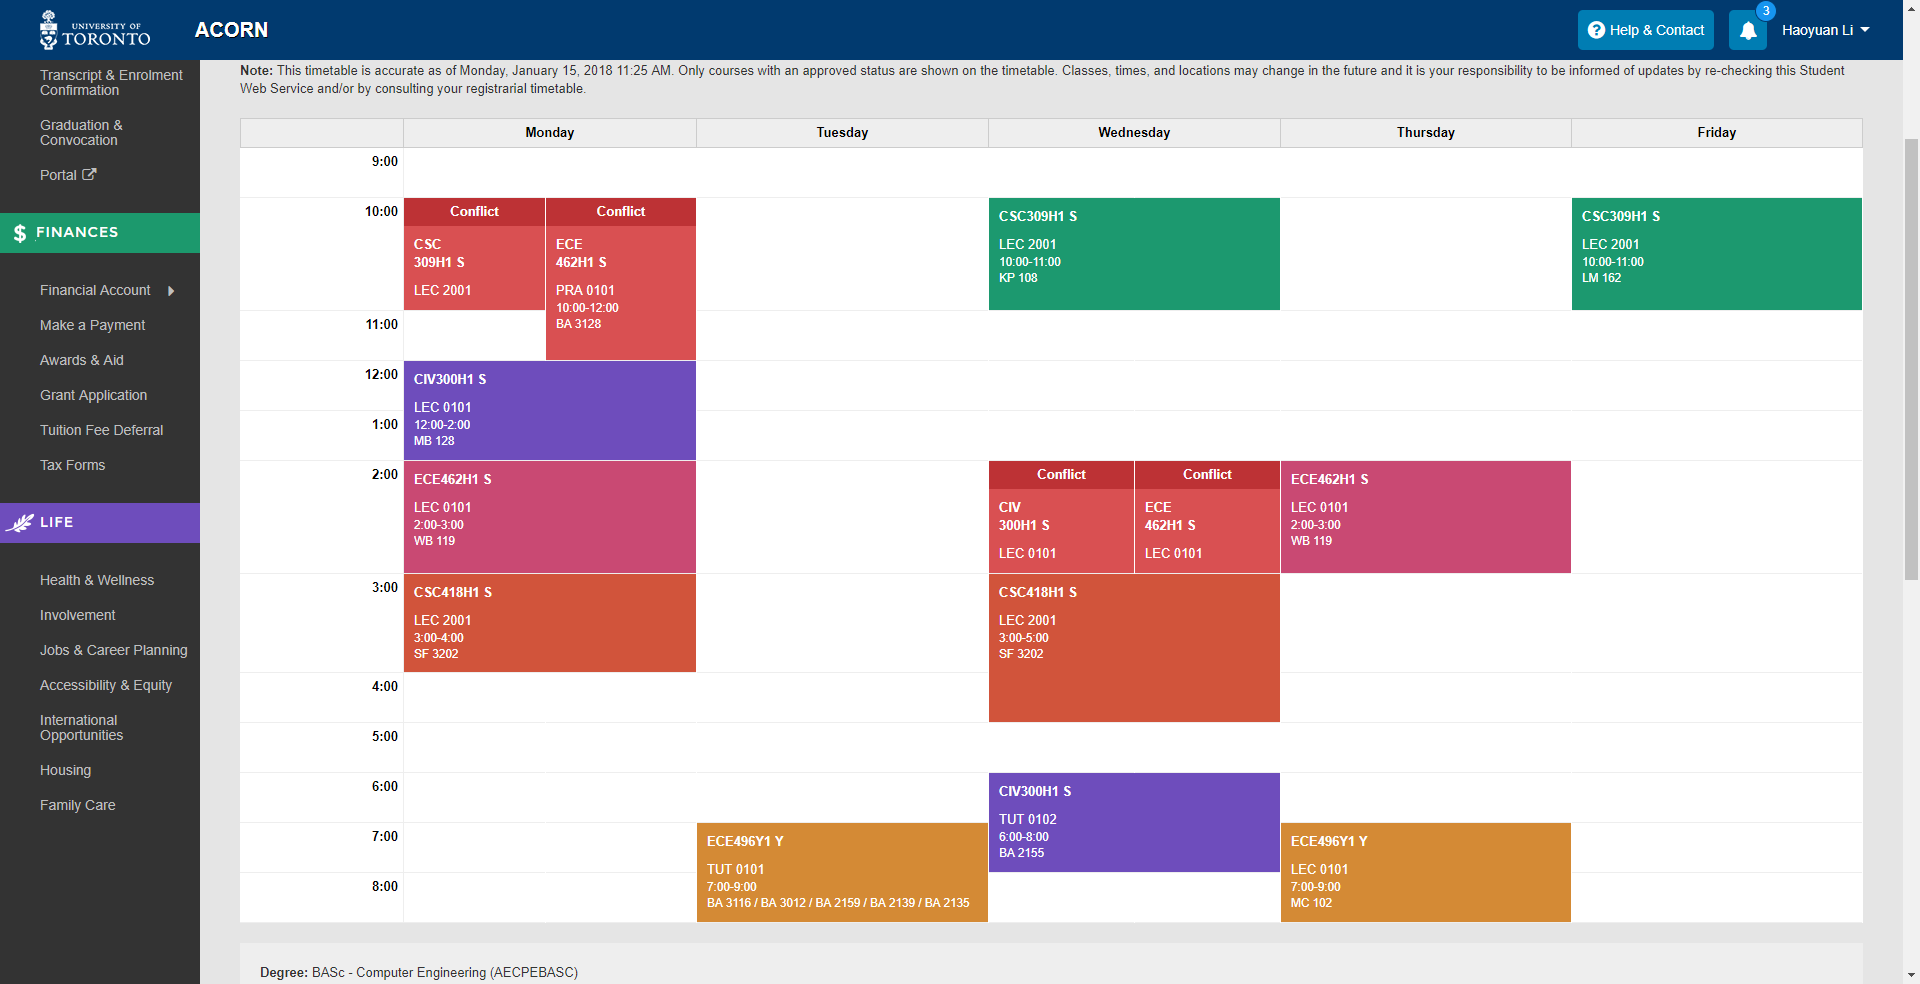 UNIVERSITY OF
TORONTO
ACORN
Help & Contact
3
Haoyuan Li
Transcript & Enrolment
Confirmation
Graduation &
Convocation
Portal
$ FINANCES
Financial Account
Make a Payment
Awards & Aid
Grant Application
Tuition Fee Deferral
Tax Forms
LIFE
Health & Wellness
Involvement
Jobs & Career Planning
Accessibility & Equity
International
Opportunities
Housing
Family Care
Note: This timetable is accurate as of Monday, January 15, 2018 11:25 AM. Only courses with an approved status are shown on the timetable. Classes, times, and locations may change in the future and it is your responsibility to be informed of updates by re-checking this Student
Web Service and/or by consulting your registrarial timetable.
Monday Tuesday Wednesday Thursday Friday
9:00
10:00
Conflict
CSC
309H1 S
LEC 2001
Conflict
ECE
462H1 S
PRA 0101
10:00-12:00
BA 3128
CSC309H1 S
LEC 2001
10:00-11:00
KP 108
CSC309H1 S
LEC 2001
10:00-11:00
LM 162
11:00
12:00
CIV300H1 S
LEC 0101
12:00-2:00
MB 128
1:00
2:00
ECE462H1 S
LEC 0101
2:00-3:00
WB 119
Conflict
CIV
300H1 S
LEC 0101
Conflict
ECE
462H1 S
LEC 0101
ECE462H1 S
LEC 0101
2:00-3:00
WB 119
3:00
CSC418H1 S
LEC 2001
3:00-4:00
SF 3202
CSC418H1 S
LEC 2001
3:00-5:00
SF 3202
4:00
5:00
6:00
CIV300H1 S
TUT 0102
6:00-8:00
BA 2155
7:00
ECE496Y1 Y
TUT 0101
7:00-9:00
BA 3116 / BA 3012 / BA 2159 / BA 2139 / BA 2135
ECE496Y1 Y
LEC 0101
7:00-9:00
MC 102
8:00
Degree: BASc - Computer Engineering (AECPEBASC)